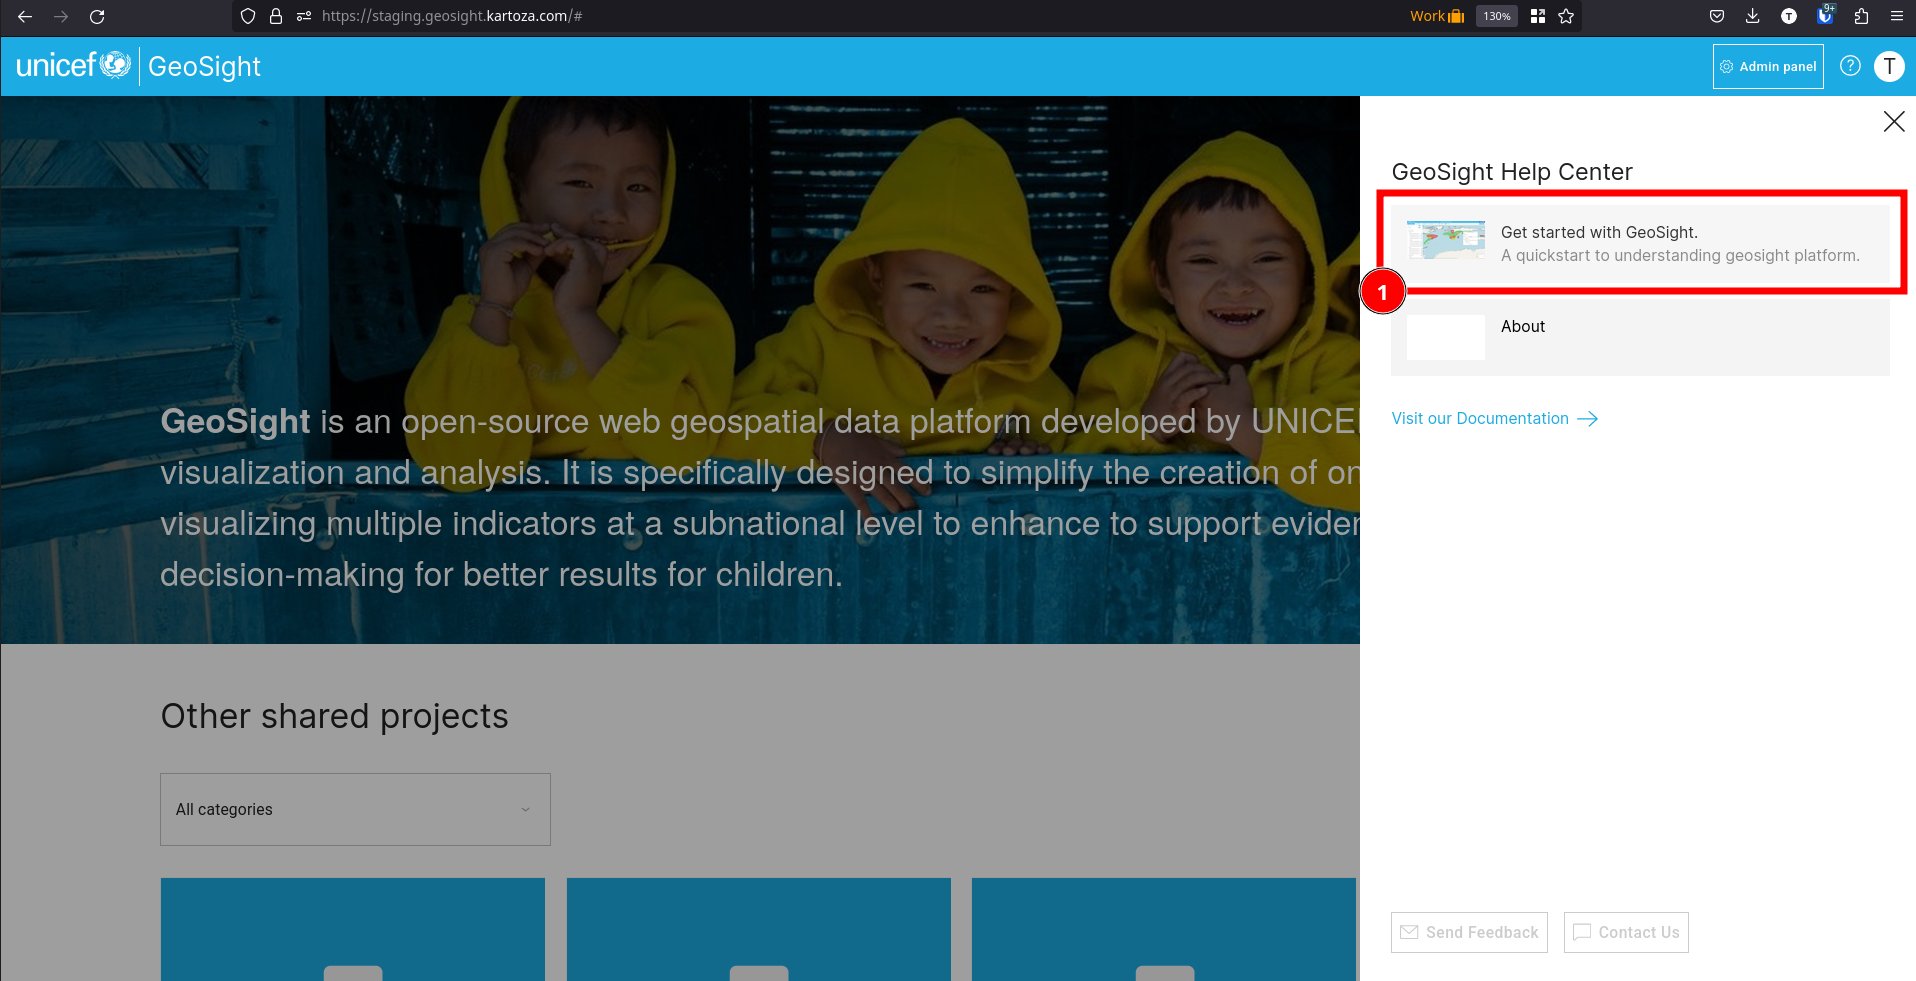 https://staging.geosight.kartoza.com/#
Work
130%
T
9+
unicef
GeoSight
Admin panel
?
T
GeoSight Help Center
Get started with GeoSight.
A quickstart to understanding geosight platform.
1
About
Visit our Documentation
GeoSight is an open-source web geospatial data platform developed by UNICE
visualization and analysis. It is specifically designed to simplify the creation of on
visualizing multiple indicators at a subnational level to enhance to support eviden
decision-making for better results for children.
Other shared projects
All categories
Send Feedback
Contact Us